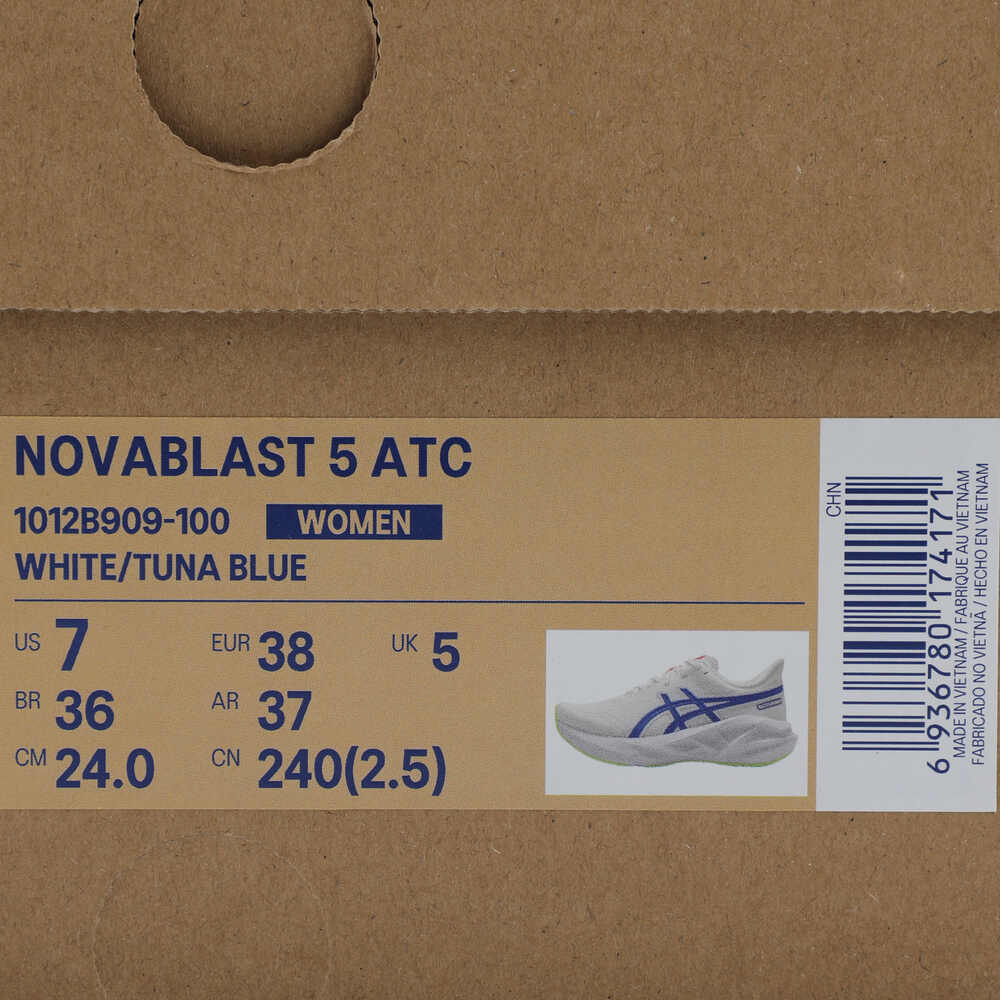 NOVABLAST 5 ATC
1012B909-100 WOMEN
WHITE/TUNA BLUE
US 7 EUR 38 UK 5
BR 36 AR 37
CM 24.0 CN 240(2.5)
CHN
6 936780 174171
MADE IN VIETNAM / FABRIQUE AU VIETNAM
FABRICADO NO VIETNÃ / HECHO EN VIETNAM